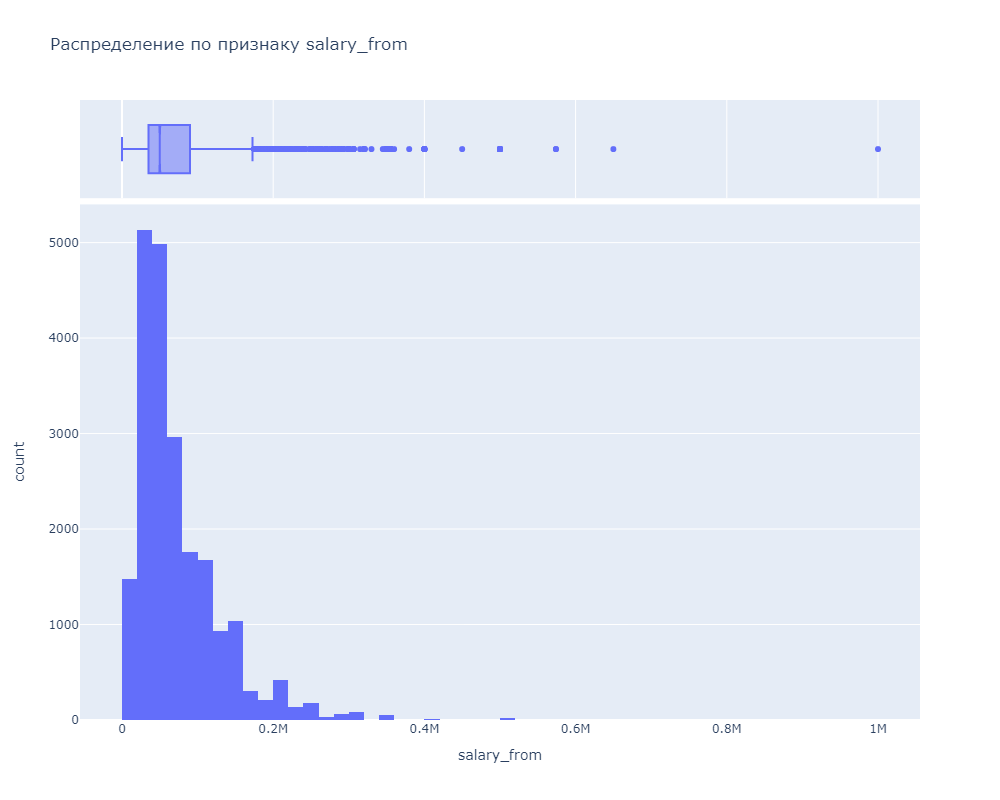 Распределение по признаку salary_from
5000
4000
3000
2000
1000
0
count
0
0.2M
0.4M
0.6M
0.8M
1M
salary_from